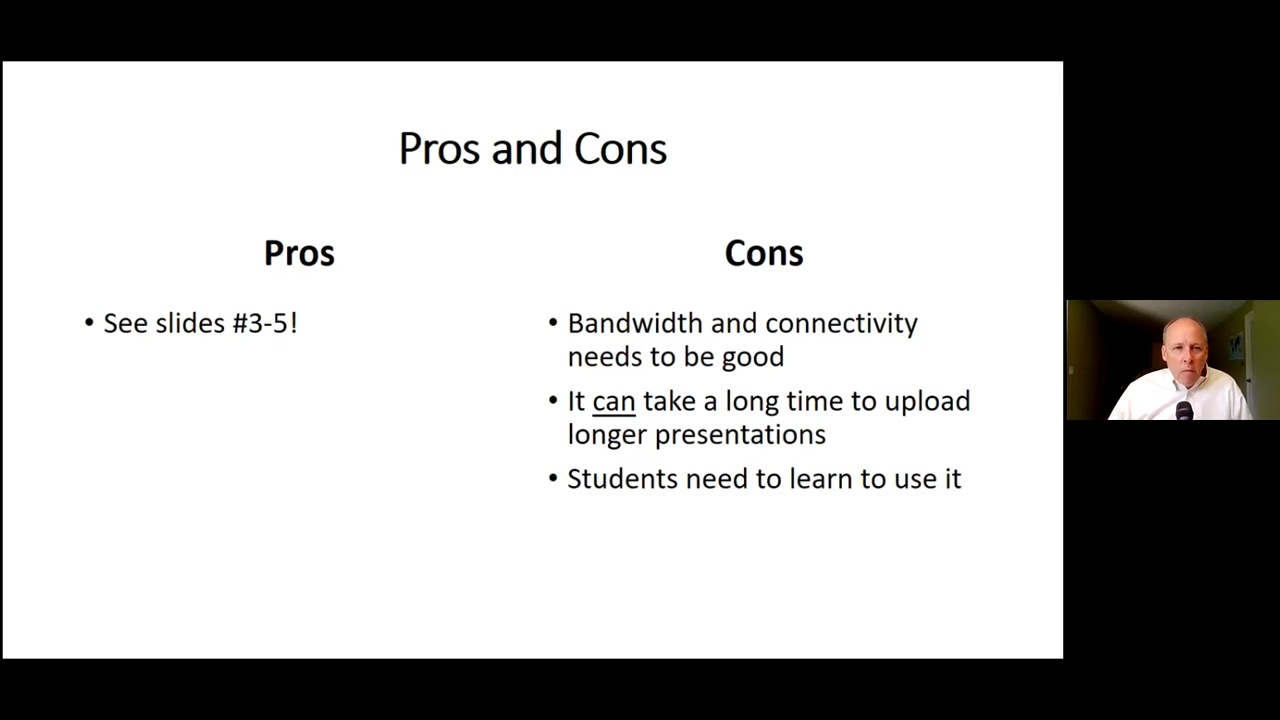 Pros and Cons
Pros
• See slides #3-5!
Cons
• Bandwidth and connectivity
needs to be good
• It can take a long time to upload
longer presentations
• Students need to learn to use it